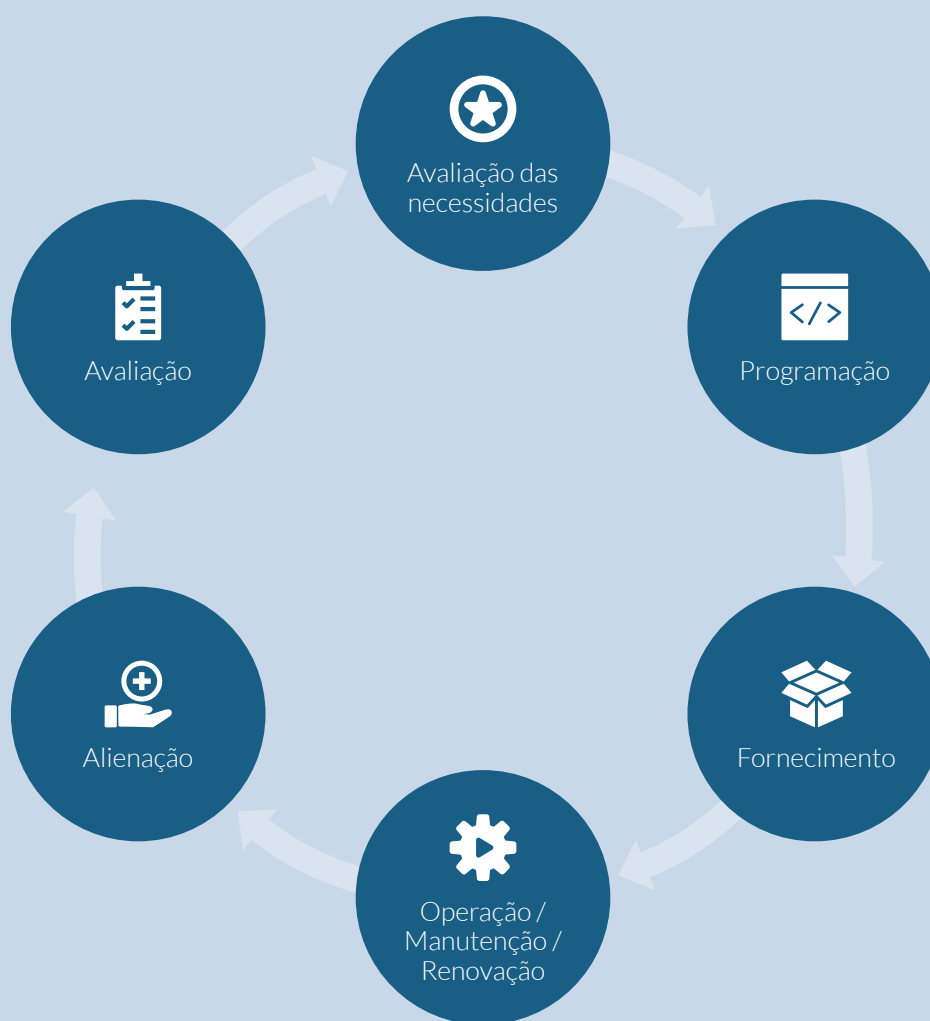 Avaliação das
necessidades
Programação
Fornecimento
Operação /
Manutenção /
Renovação
Alienação
Avaliação